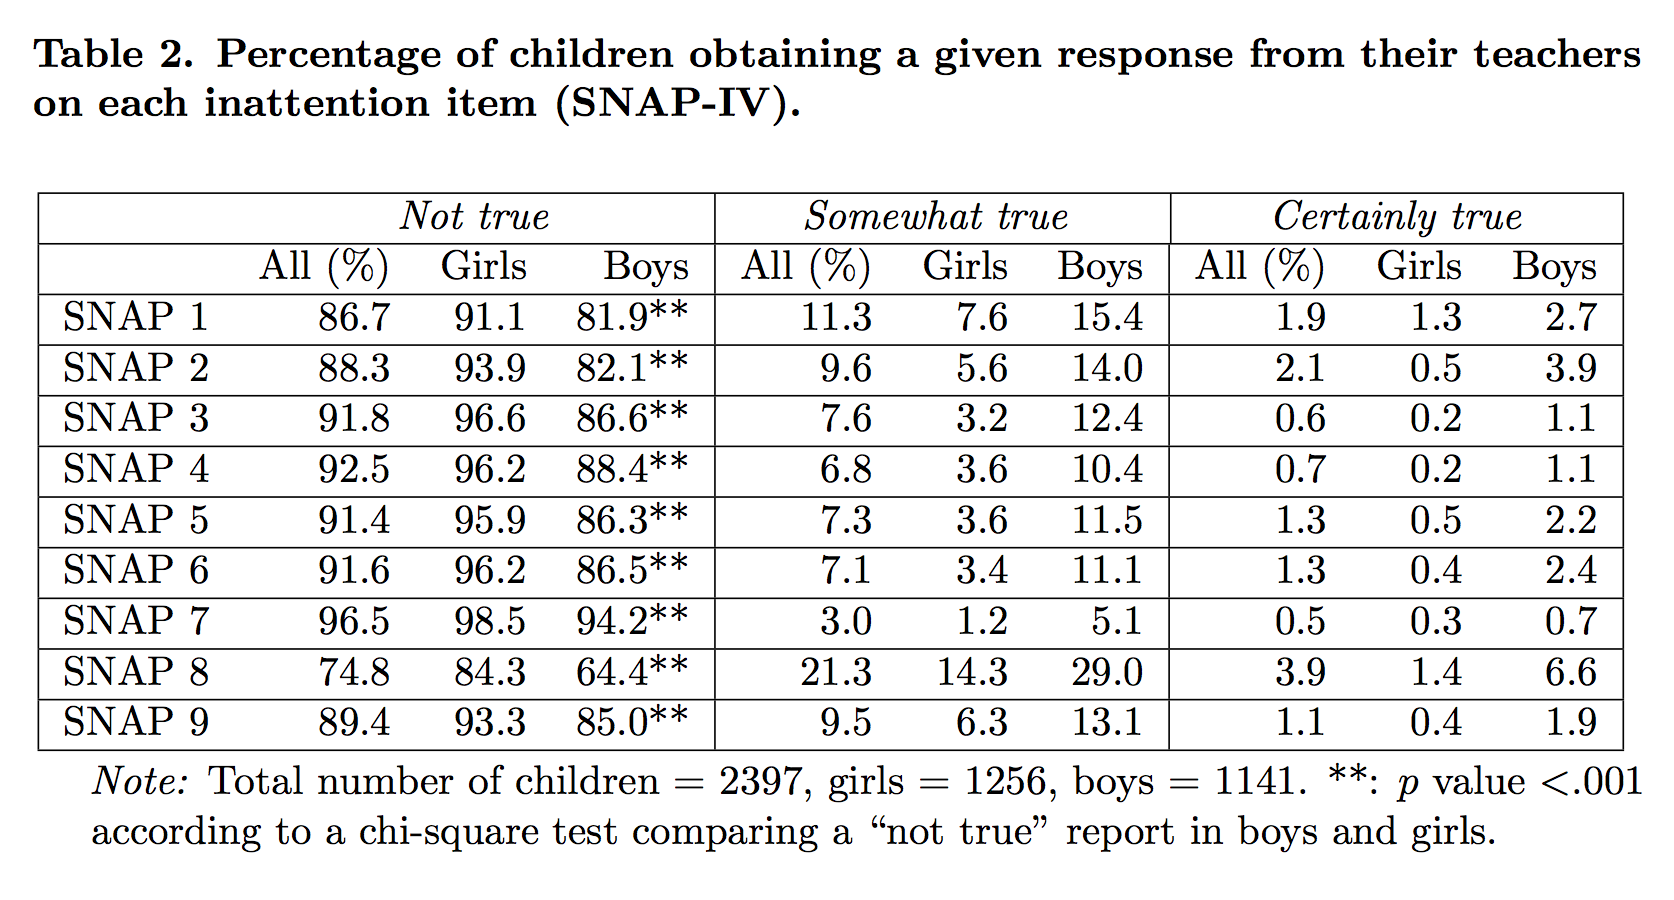 Table 2. Percentage of children obtaining a given response from their teachers
on each inattention item (SNAP-IV).
Not true Somewhat true Certainly true
All (%) Girls Boys All (%) Girls Boys All (%) Girls Boys
SNAP 1 86.7 91.1 81.9** 11.3 7.6 15.4 1.9 1.3 2.7
SNAP 2 88.3 93.9 82.1** 9.6 5.6 14.0 2.1 0.5 3.9
SNAP 3 91.8 96.6 86.6** 7.6 3.2 12.4 0.6 0.2 1.1
SNAP 4 92.5 96.2 88.4** 6.8 3.6 10.4 0.7 0.2 1.1
SNAP 5 91.4 95.9 86.3** 7.3 3.6 11.5 1.3 0.5 2.2
SNAP 6 91.6 96.2 86.5** 7.1 3.4 11.1 1.3 0.4 2.4
SNAP 7 96.5 98.5 94.2** 3.0 1.2 5.1 0.5 0.3 0.7
SNAP 8 74.8 84.3 64.4** 21.3 14.3 29.0 3.9 1.4 6.6
SNAP 9 89.4 93.3 85.0** 9.5 6.3 13.1 1.1 0.4 1.9
Note: Total number of children = 2397, girls = 1256, boys = 1141. **: p value <.001
according to a chi-square test comparing a “not true” report in boys and girls.